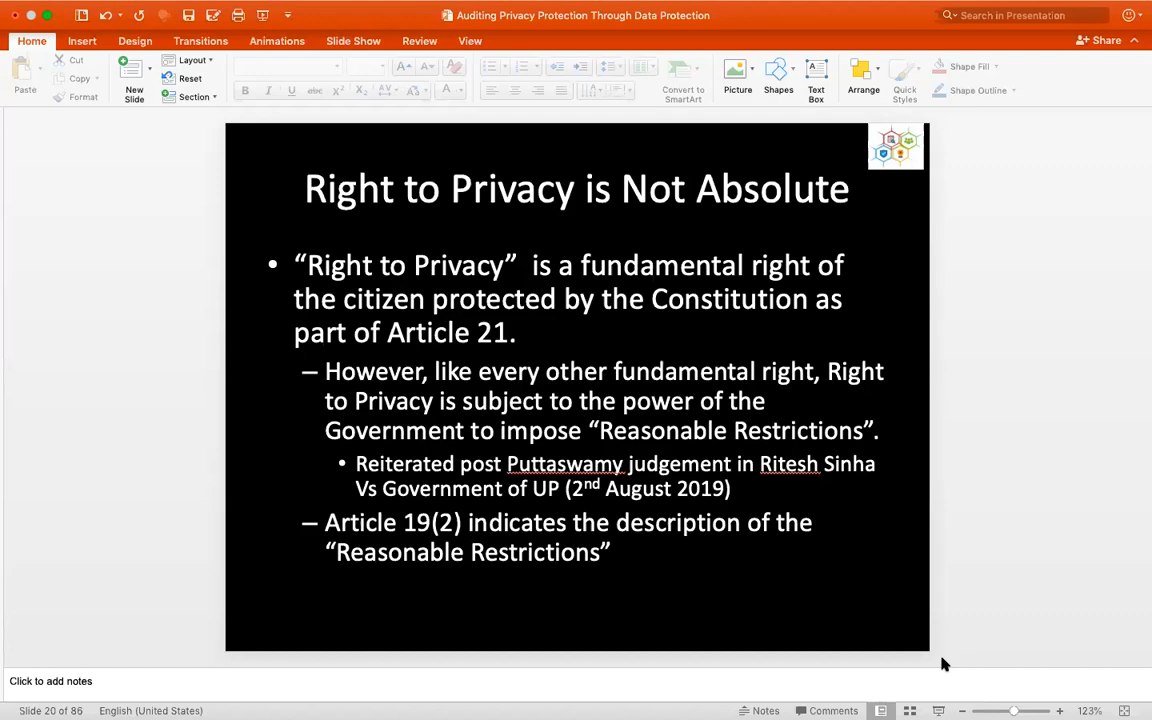 Auditing Privacy Protection Through Data Protection
Search in Presentation
Home Insert Design Transitions Animations Slide Show Review View
Share
Paste
Cut
Copy
Format
New
Slide
Layout
Reset
Section
Convert to
SmartArt
Picture
Shapes
Text
Box
Arrange
Quick
Styles
Shape Fill
Shape Outline
Right to Privacy is Not Absolute
• “Right to Privacy”  is a fundamental right of
the citizen protected by the Constitution as
part of Article 21.
– However, like every other fundamental right, Right
to Privacy is subject to the power of the
Government to impose “Reasonable Restrictions”.
• Reiterated post Puttaswamy judgement in Ritesh Sinha
Vs Government of UP (2nd August 2019)
– Article 19(2) indicates the description of the
“Reasonable Restrictions”
Click to add notes
Slide 20 of 86 English (United States) Notes Comments 123%